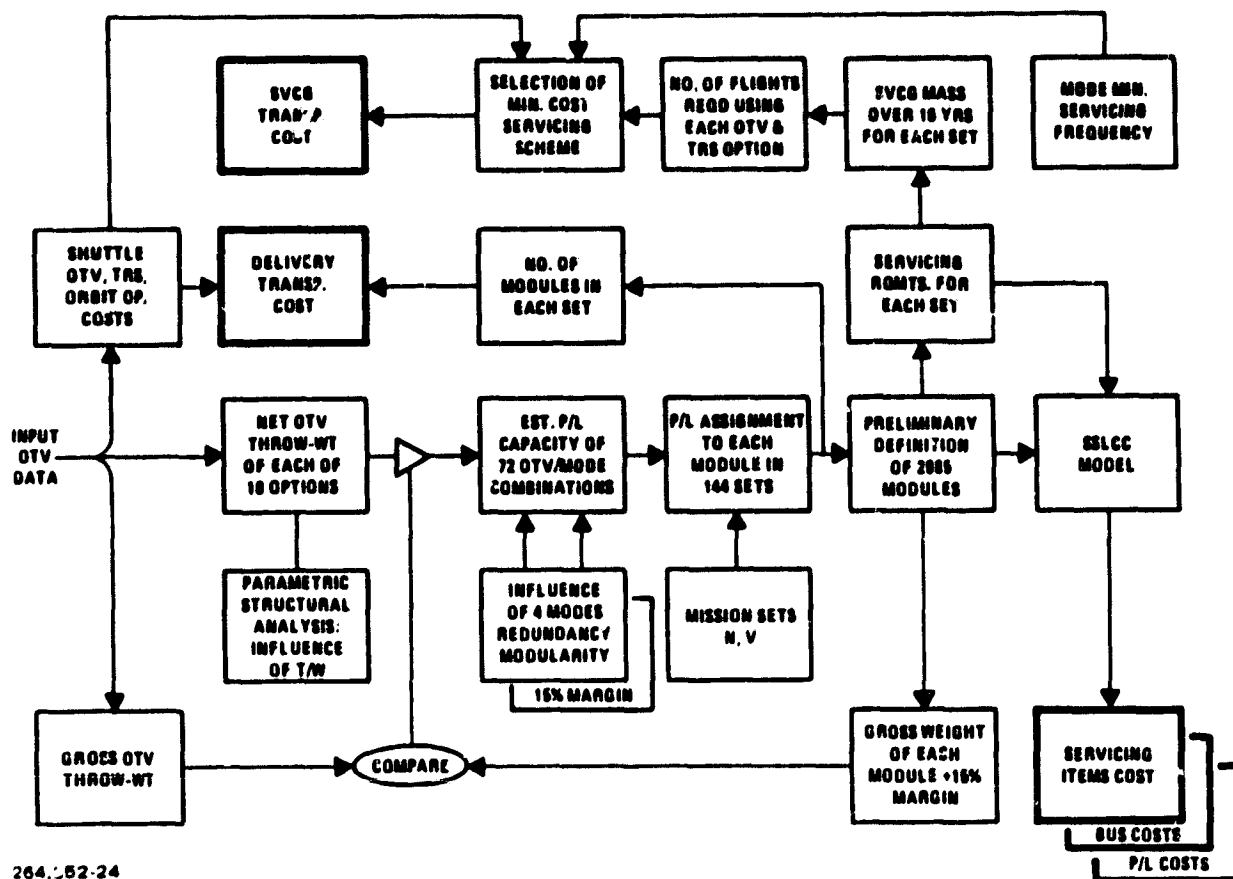 SVCG
COST
SELECTION OF
MIN. COST
SERVICING
SCHEME
NO. OF FLIGHTS
REQD USING
EACH OTV &
TRS OPTION
SVCG MASS
OVER 16 YRS
FOR EACH SET
MODE MIN.
SERVICING
FREQUENCY
SHUTTLE
OTV, TRS,
ORBIT OP.
COSTS
DELIVERY
TRANSP.
COST
NO. OF
MODULES IN
EACH SET
SERVICING
RQMTS. FOR
EACH SET
INPUT
OTV
DATA
NET OTV
THROW-WT
OF EACH OF
18 OPTIONS
EST. P/L
CAPACITY OF
72 OTV/MODE
COMBINATIONS
P/L ASSIGNMENT
TO EACH
MODULE IN
144 SETS
PRELIMINARY
DEFINITION
OF 2085
MODULES
SSLCC
MODEL
PARAMETRIC
STRUCTURAL
ANALYSIS:
INFLUENCE
OF T/W
INFLUENCE
OF 4 MODES
REDUNDANCY
MODULARITY
15% MARGIN
MISSION SETS
N, V
GROSS OTV
THROW-WT
COMPARE
GROSS WEIGHT
OF EACH
MODULE +15%
MARGIN
SERVICING
ITEMS COST
BUS COSTS
P/L COSTS